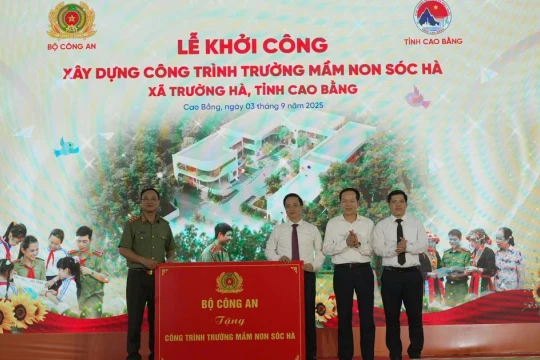 BỘ CÔNG AN
TỈNH CAO BẰNG
LỄ KHỞI CÔNG
XÂY DỰNG CÔNG TRÌNH TRƯỜNG MẦM NON SÓC HÀ
XÃ TRƯỜNG HÀ, TỈNH CAO BẰNG
Cao Bằng, ngày 03 tháng 9 năm 2025
BỘ CÔNG AN
Tặng
CÔNG TRÌNH TRƯỜNG MẦM NON SÓC HÀ